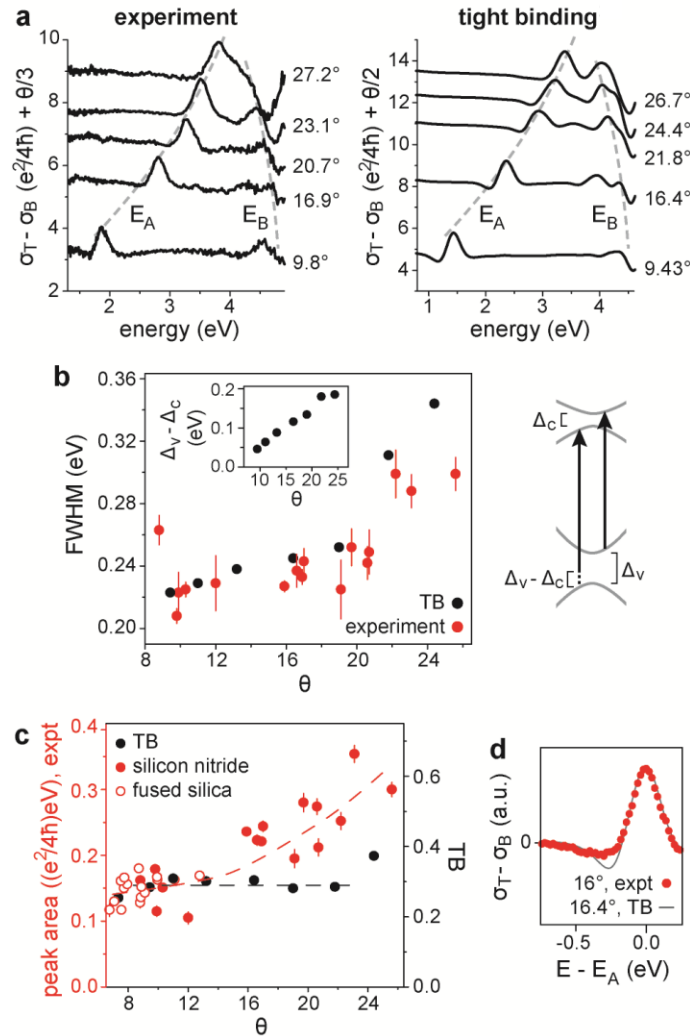 a
experiment
tight binding
σT - σB (e²/4ħ) + θ/3
10
8
6
4
2
27.2°
23.1°
20.7°
16.9°
9.8°
EA
EB
2
3
4
energy (eV)
σT - σB (e²/4ħ) + θ/2
14
12
10
8
6
4
26.7°
24.4°
21.8°
16.4°
9.43°
EA
EB
1
2
3
4
energy (eV)
b
FWHM (eV)
0.36
0.32
0.28
0.24
0.20
Δv - Δc
(eV)
0.2
0.1
0.0
10 15 20 25
θ
TB
experiment
8 12 16 20 24
θ
Δc
Δv - Δc
Δv
c
peak area ((e²/4ħ)eV), expt
0.4
0.3
0.2
0.1
0.0
TB
silicon nitride
fused silica
0.6
0.4
0.2
0.0
TB
8 12 16 20 24
θ
d
σT - σB (a.u.)
0
16°, expt
16.4°, TB
-0.5 0.0
E - EA (eV)